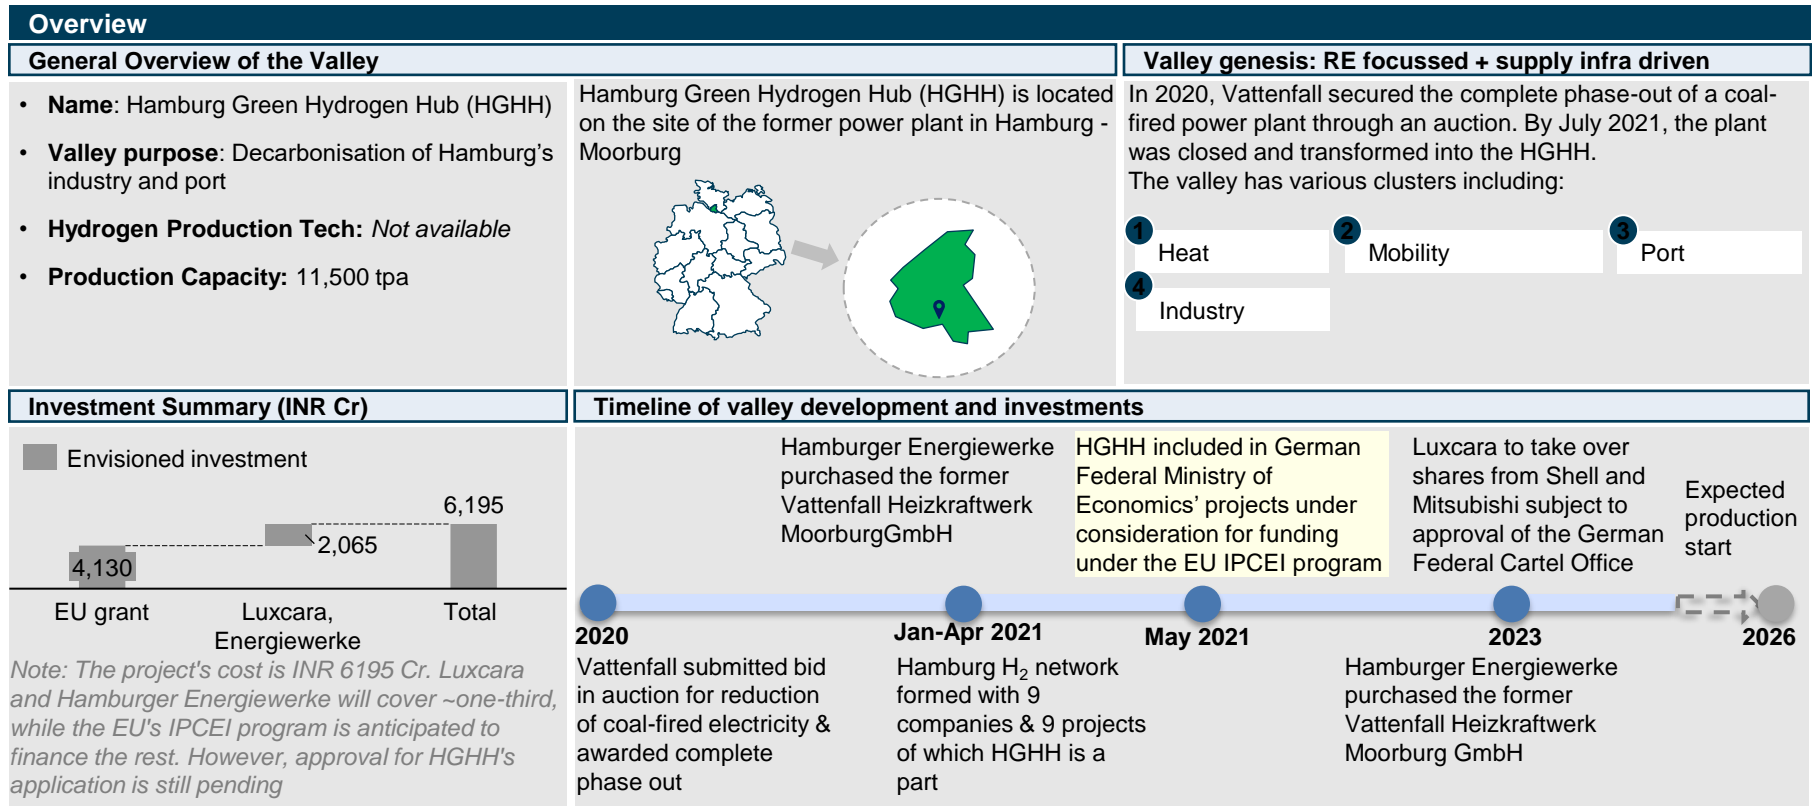 Overview
General Overview of the Valley
• Name: Hamburg Green Hydrogen Hub (HGHH)
• Valley purpose: Decarbonisation of Hamburg's
industry and port
• Hydrogen Production Tech: Not available
• Production Capacity: 11,500 tpa
Hamburg Green Hydrogen Hub (HGHH) is located
on the site of the former power plant in Hamburg -
Moorburg
Valley genesis: RE focussed + supply infra driven
In 2020, Vattenfall secured the complete phase-out of a coal-
fired power plant through an auction. By July 2021, the plant
was closed and transformed into the HGHH.
The valley has various clusters including:
1
Heat
2
Mobility
3
Port
4
Industry
Investment Summary (INR Cr)
Envisioned investment
4,130
2,065
6,195
EU grant
Luxcara,
Energiewerke
Total
Note: The project's cost is INR 6195 Cr. Luxcara
and Hamburger Energiewerke will cover ~one-third,
while the EU's IPCEI program is anticipated to
finance the rest. However, approval for HGHH's
application is still pending
Timeline of valley development and investments
Hamburger Energiewerke
purchased the former
Vattenfall Heizkraftwerk
MoorburgGmbH
HGHH included in German
Federal Ministry of
Economics' projects under
consideration for funding
under the EU IPCEI program
Luxcara to take over
shares from Shell and
Mitsubishi subject to
approval of the German
Federal Cartel Office
Expected
production
start
2020
Jan-Apr 2021
May 2021
2023
2026
Vattenfall submitted bid
in auction for reduction
of coal-fired electricity &
awarded complete
phase out
Hamburg H₂ network
formed with 9
companies & 9 projects
of which HGHH is a
part
Hamburger Energiewerke
purchased the former
Vattenfall Heizkraftwerk
Moorburg GmbH